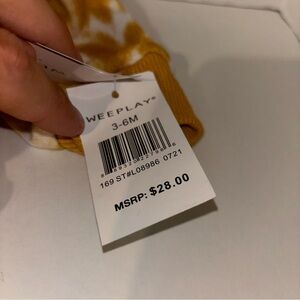 WEEPLAY®
3-6M
169 ST#L08986 0721
MSRP: $28.00